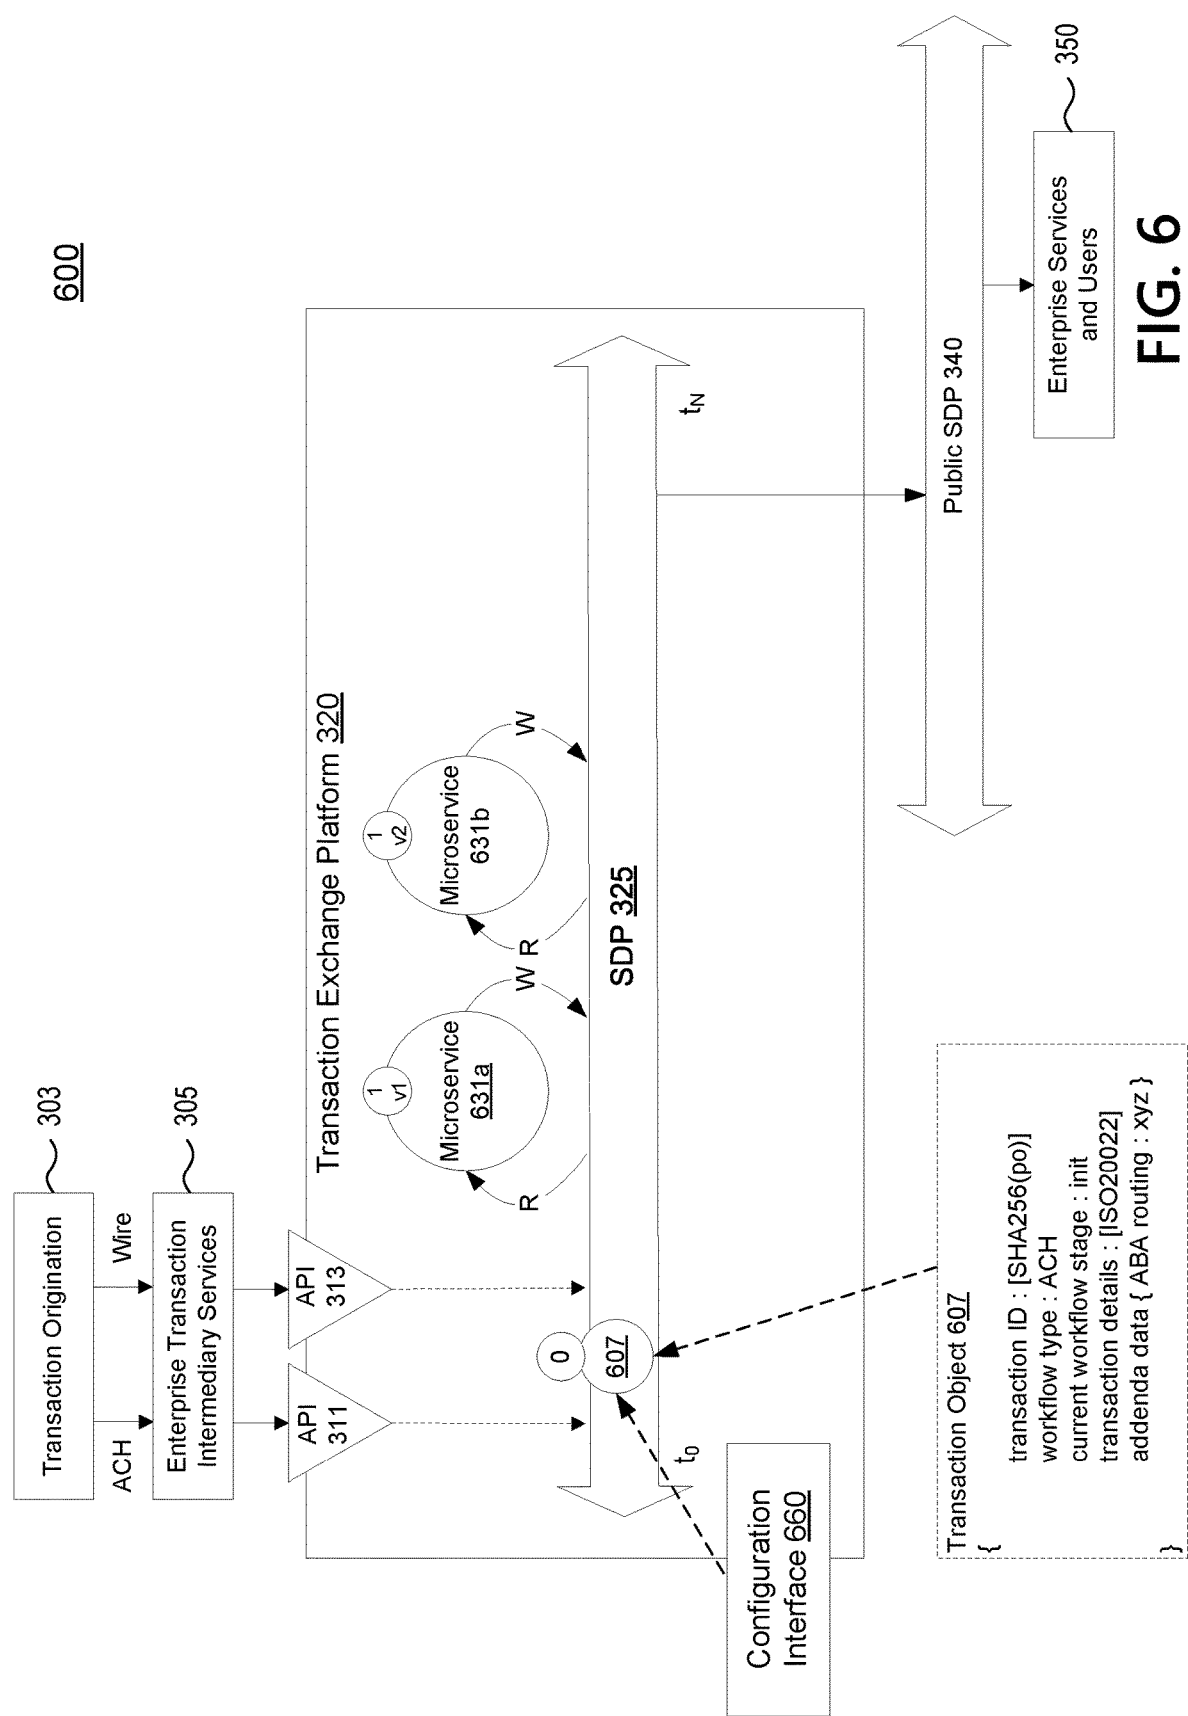 600
Transaction Origination
303
ACH
Wire
Enterprise Transaction
Intermediary Services
305
API
311
API
313
Transaction Exchange Platform 320
1
v1
Microservice
631a
R
W
1
v2
Microservice
631b
R
W
0
607
SDP 325
t0
tN
Configuration
Interface 660
Public SDP 340
Transaction Object 607
{
transaction ID : [SHA256(po)]
workflow type : ACH
current workflow stage : init
transaction details : [ISO20022]
addenda data { ABA routing : xyz }
}
Enterprise Services
and Users
350
FIG. 6